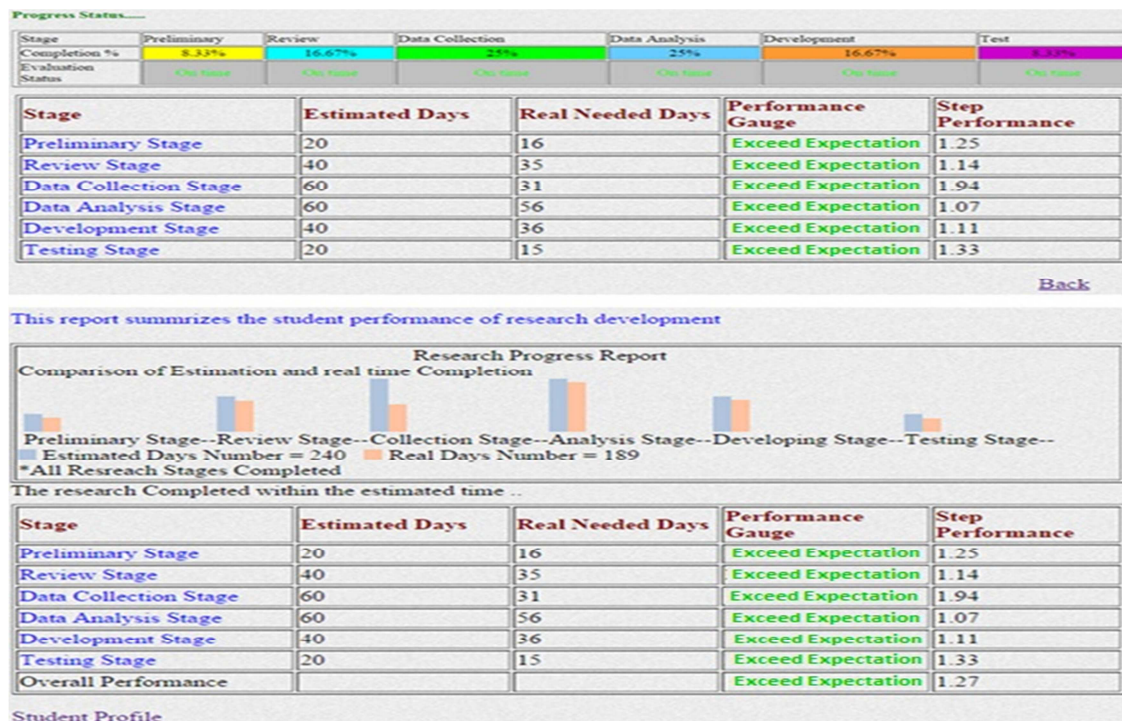 Progress Status.....
Stage Preliminary Review Data Collection Data Analysis Development Test
Completion % 8.33% 16.67% 25% 25% 16.67% 8.33%
Evaluation Status On time On time On time On time On time On time
Stage Estimated Days Real Needed Days Performance Gauge Step Performance
Preliminary Stage 20 16 Exceed Expectation 1.25
Review Stage 40 35 Exceed Expectation 1.14
Data Collection Stage 60 31 Exceed Expectation 1.94
Data Analysis Stage 60 56 Exceed Expectation 1.07
Development Stage 40 36 Exceed Expectation 1.11
Testing Stage 20 15 Exceed Expectation 1.33
Back
This report summrizes the student performance of research development
Research Progress Report
Comparison of Estimation and real time Completion
Preliminary Stage--Review Stage--Collection Stage--Analysis Stage--Developing Stage--Testing Stage--
Estimated Days Number = 240 Real Days Number = 189
*All Resreach Stages Completed
The research Completed within the estimated time ..
Stage Estimated Days Real Needed Days Performance Gauge Step Performance
Preliminary Stage 20 16 Exceed Expectation 1.25
Review Stage 40 35 Exceed Expectation 1.14
Data Collection Stage 60 31 Exceed Expectation 1.94
Data Analysis Stage 60 56 Exceed Expectation 1.07
Development Stage 40 36 Exceed Expectation 1.11
Testing Stage 20 15 Exceed Expectation 1.33
Overall Performance Exceed Expectation 1.27
Student Profile